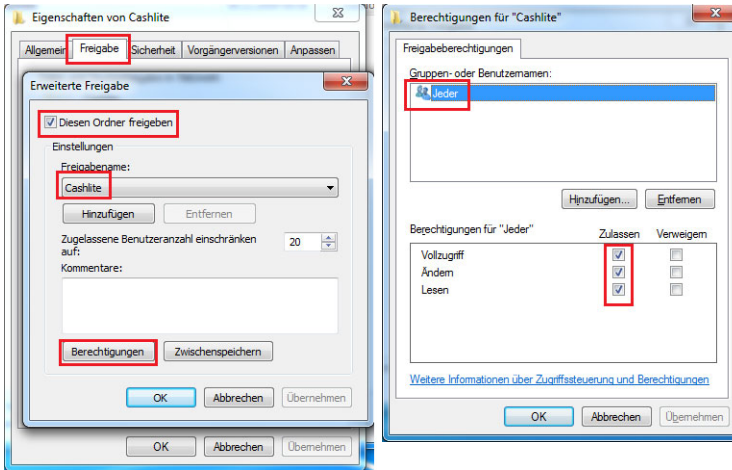 Eigenschaften von Cashlite
Allgemein Freigabe Sicherheit Vorgängerversionen Anpassen
Erweiterte Freigabe
Diesen Ordner freigeben
Einstellungen
Freigabename:
Cashlite
Hinzufügen Entfernen
Zugelassene Benutzeranzahl einschränken
auf:
20
Kommentare:
Berechtigungen Zwischenspeichern
OK Abbrechen Übernehmen
OK Abbrechen Übernehmen
Berechtigungen für "Cashlite"
Freigabeberechtigungen
Gruppen- oder Benutzernamen:
Jeder
Hinzufügen... Entfernen
Berechtigungen für "Jeder" Zulassen Verweigern
Vollzugriff
Ändern
Lesen
Weitere Informationen über Zugriffssteuerung und Berechtigungen
OK Abbrechen Übernehmen